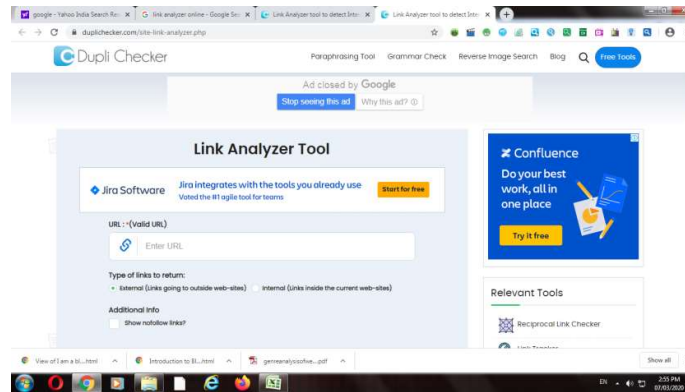 google - Yahoo India Search Re
link analyzer online - Google Se
Link Analyzer tool to detect Inter
Link Analyzer tool to detect Inter
duplichecker.com/site-link-analyzer.php
Dupli Checker
Paraphrasing Tool
Grammar Check
Reverse Image Search
Blog
Free Tools
Ad closed by Google
Stop seeing this ad
Why this ad?
Link Analyzer Tool
Jira Software
Jira integrates with the tools you already use
Voted the #1 agile tool for teams
Start for free
URL : *(Valid URL)
Enter URL
Type of links to return:
External (Links going to outside web-sites)
Internal (Links inside the current web-sites)
Additional Info
Show nofollow links?
Confluence
Do your best
work, all in
one place
Try it free
Relevant Tools
Reciprocal Link Checker
Link Tracker
View of I am a bl....html
Introduction to Bl....html
genreanalysisofive....pdf
Show all
EN
2:55 PM
07/03/2020